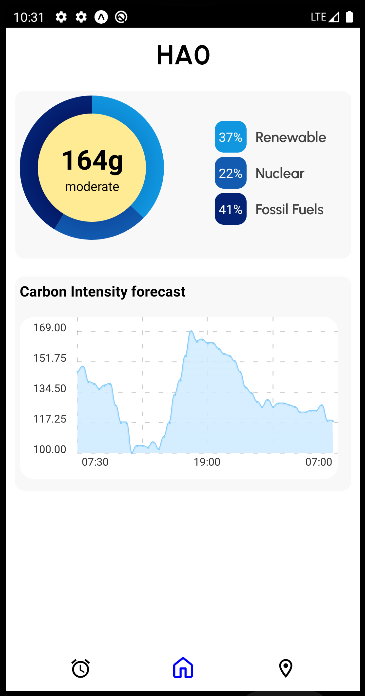 10:31
LTE
HAO
164g
moderate
37% Renewable
22% Nuclear
41% Fossil Fuels
Carbon Intensity forecast
169.00
151.75
134.50
117.25
100.00
07:30 19:00 07:00